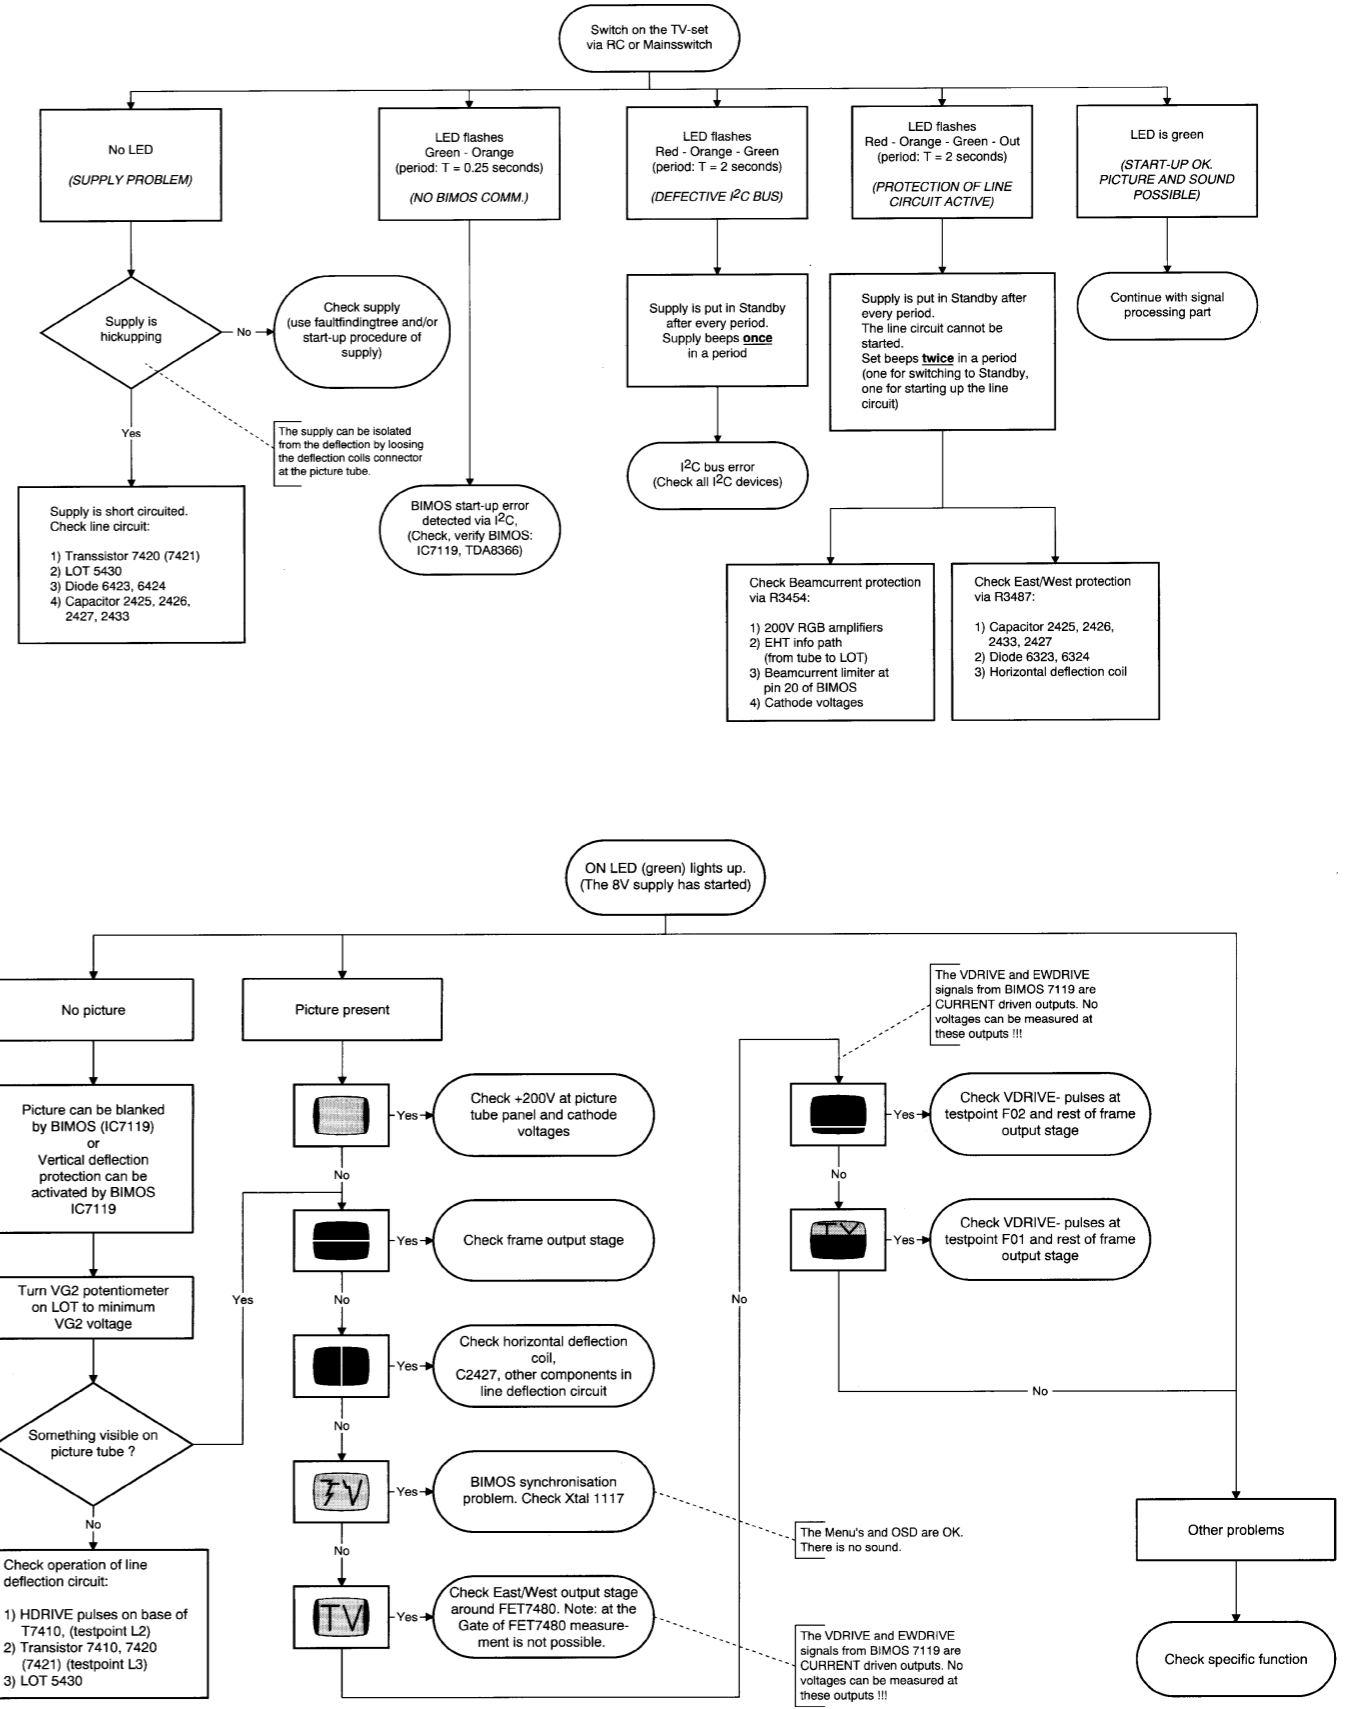 Switch on the TV-set
via RC or Mainsswitch
No LED
(SUPPLY PROBLEM)
LED flashes
Green - Orange
(period: T = 0.25 seconds)
(NO BIMOS COMM.)
LED flashes
Red - Orange - Green
(period: T = 2 seconds)
(DEFECTIVE I2C BUS)
LED flashes
Red - Orange - Green - Out
(period: T = 2 seconds)
(PROTECTION OF LINE
CIRCUIT ACTIVE)
LED is green
(START-UP OK.
PICTURE AND SOUND
POSSIBLE)
Supply is
hickupping
No
Check supply
(use faultfindingtree and/or
start-up procedure of
supply)
Supply is put in Standby
after every period.
Supply beeps once
in a period
Supply is put in Standby after
every period.
The line circuit cannot be
started.
Set beeps twice in a period
(one for switching to Standby,
one for starting up the line
circuit)
Continue with signal
processing part
Yes
The supply can be isolated
from the deflection by loosing
the deflection coils connector
at the picture tube.
I2C bus error
(Check all I2C devices)
Supply is short circuited.
Check line circuit:
1) Transsistor 7420 (7421)
2) LOT 5430
3) Diode 6423, 6424
4) Capacitor 2425, 2426,
2427, 2433
BIMOS start-up error
detected via I2C,
(Check, verify BIMOS:
IC7119, TDA8366)
Check Beamcurrent protection
via R3454:
1) 200V RGB amplifiers
2) EHT info path
(from tube to LOT)
3) Beamcurrent limiter at
pin 20 of BIMOS
4) Cathode voltages
Check East/West protection
via R3487:
1) Capacitor 2425, 2426,
2433, 2427
2) Diode 6323, 6324
3) Horizontal deflection coil
ON LED (green) lights up.
(The 8V supply has started)
No picture
Picture present
The VDRIVE and EWDRIVE
signals from BIMOS 7119 are
CURRENT driven outputs. No
voltages can be measured at
these outputs !!!
Picture can be blanked
by BIMOS (IC7119)
or
Vertical deflection
protection can be
activated by BIMOS
IC7119
Yes
Check +200V at picture
tube panel and cathode
voltages
Yes
Check VDRIVE- pulses at
testpoint F02 and rest of frame
output stage
No
No
Yes
Check frame output stage
TV
Yes
Check VDRIVE- pulses at
testpoint F01 and rest of frame
output stage
Turn VG2 potentiometer
on LOT to minimum
VG2 voltage
Yes
No
No
Yes
Check horizontal deflection
coil,
C2427, other components in
line deflection circuit
No
Something visible on
picture tube ?
No
TV
Yes
BIMOS synchronisation
problem. Check Xtal 1117
The Menu's and OSD are OK.
There is no sound.
Other problems
No
No
Check operation of line
deflection circuit:
1) HDRIVE pulses on base of
T7410, (testpoint L2)
2) Transistor 7410, 7420
(7421) (testpoint L3)
3) LOT 5430
TV
Yes
Check East/West output stage
around FET7480. Note: at the
Gate of FET7480 measure-
ment is not possible.
The VDRIVE and EWDRIVE
signals from BIMOS 7119 are
CURRENT driven outputs. No
voltages can be measured at
these outputs !!!
Check specific function